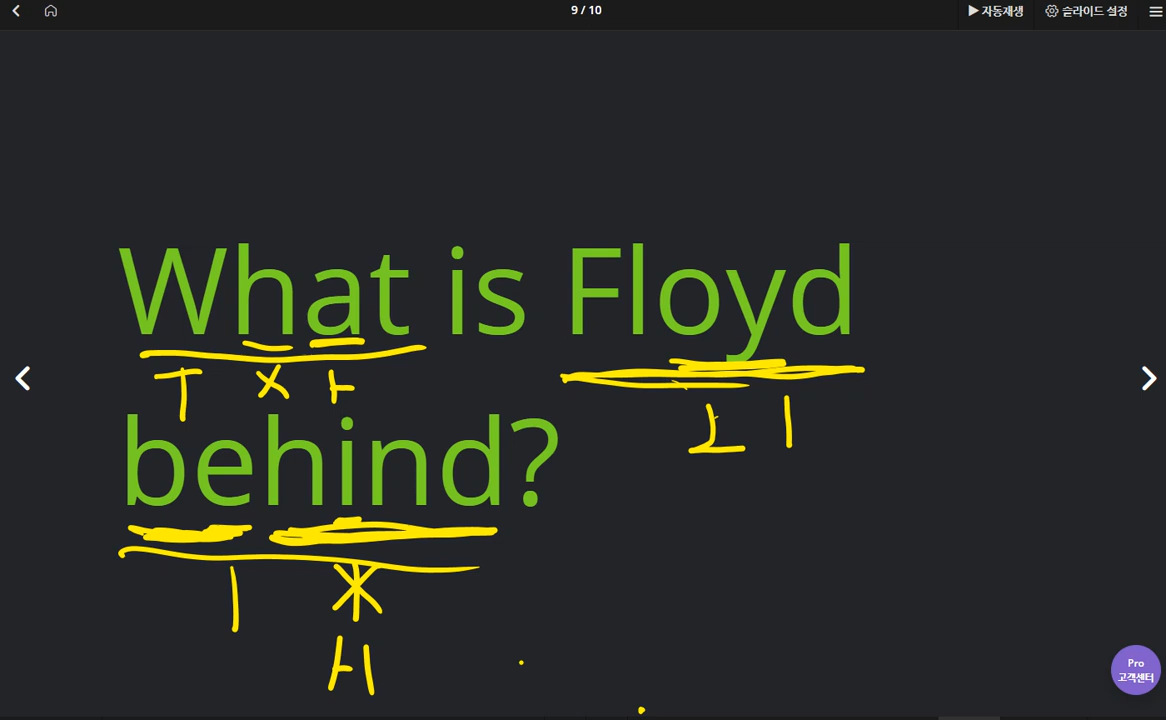 9 / 10
▶ 자동재생
슬라이드 설정
What is Floyd
ㅜ ㅏ
ㅗ ㅣ
behind?
ㅣ
ㅐ
Pro
고객센터